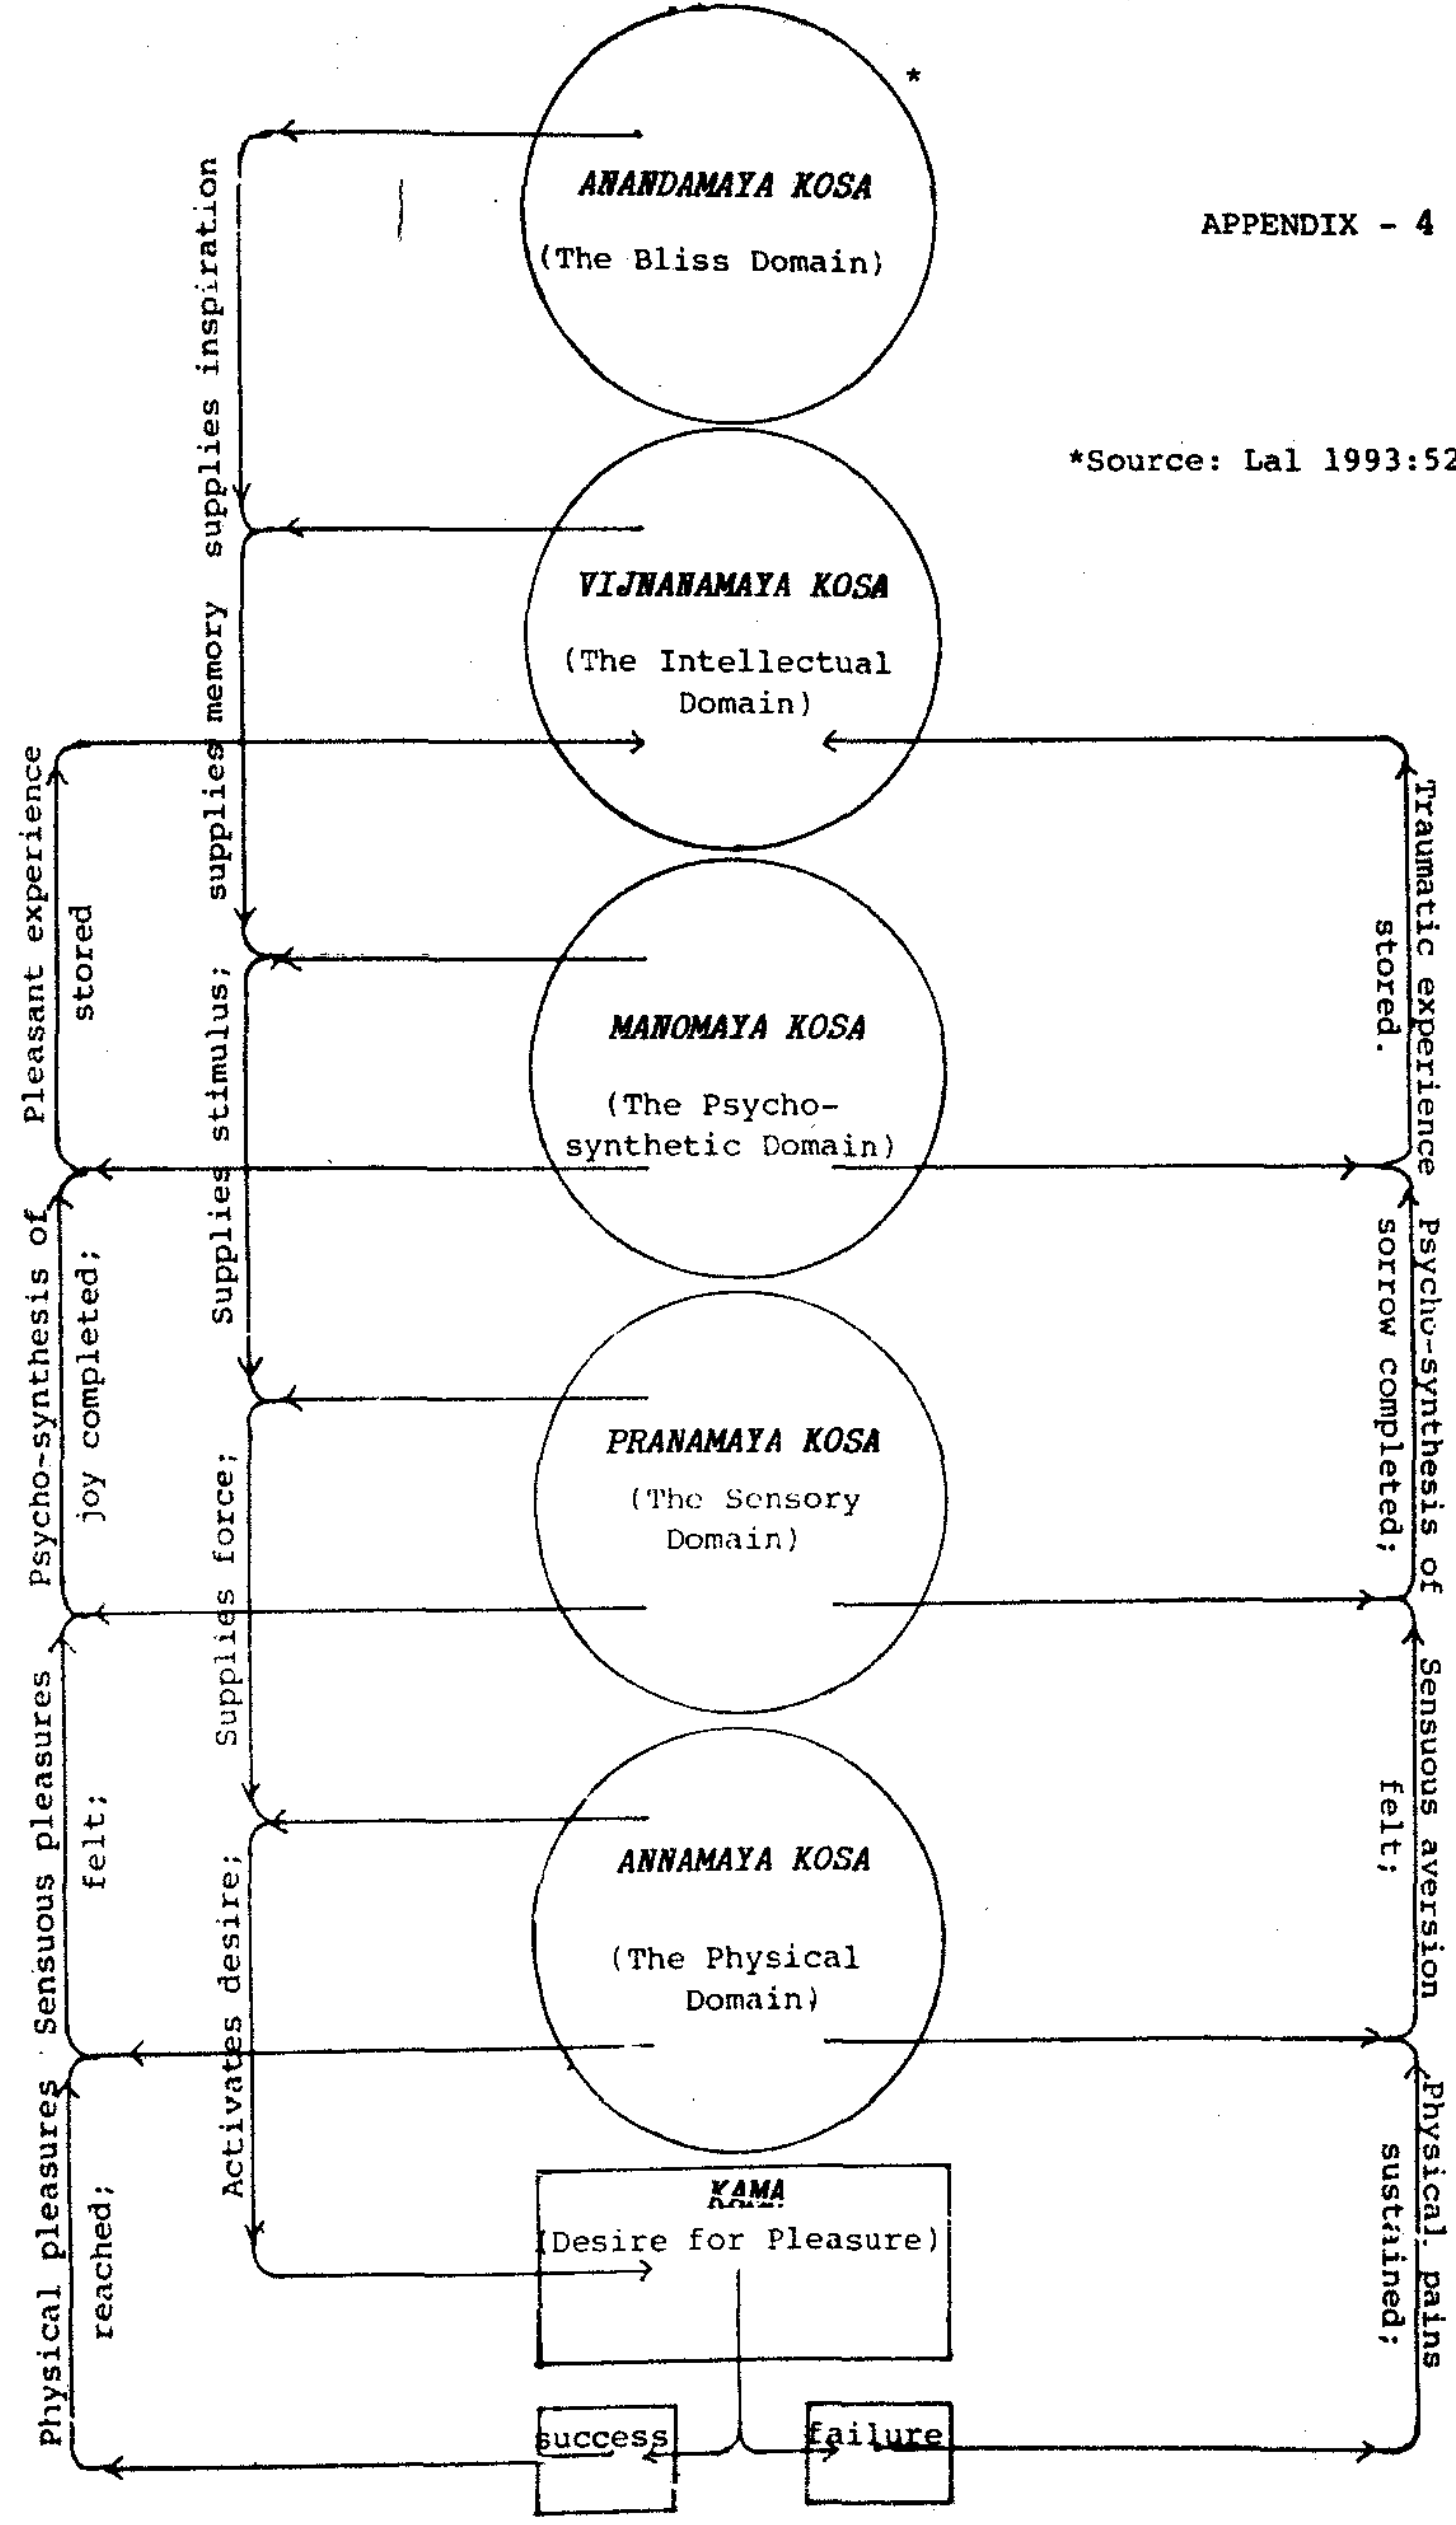 *
ANANDAMAYA KOSA
(The Bliss Domain)
APPENDIX - 4
*Source: Lal 1993:52
supplies inspiration
VIJNANAMAYA KOSA
(The Intellectual
Domain)
supplies memory
Pleasant experience
stored
Traumatic experience
stored.
MANOMAYA KOSA
(The Psycho-
synthetic Domain)
Supplies stimulus;
Psycho-synthesis of
joy completed;
Psycho-synthesis of
sorrow completed;
PRANAMAYA KOSA
(The Sensory
Domain)
Supplies force;
Sensuous pleasures
felt;
Sensuous aversion
felt;
ANNAMAYA KOSA
(The Physical
Domain)
Activates desire;
Physical pleasures
reached;
Physical pains
sustained;
KAMA
(Desire for Pleasure)
success
failure